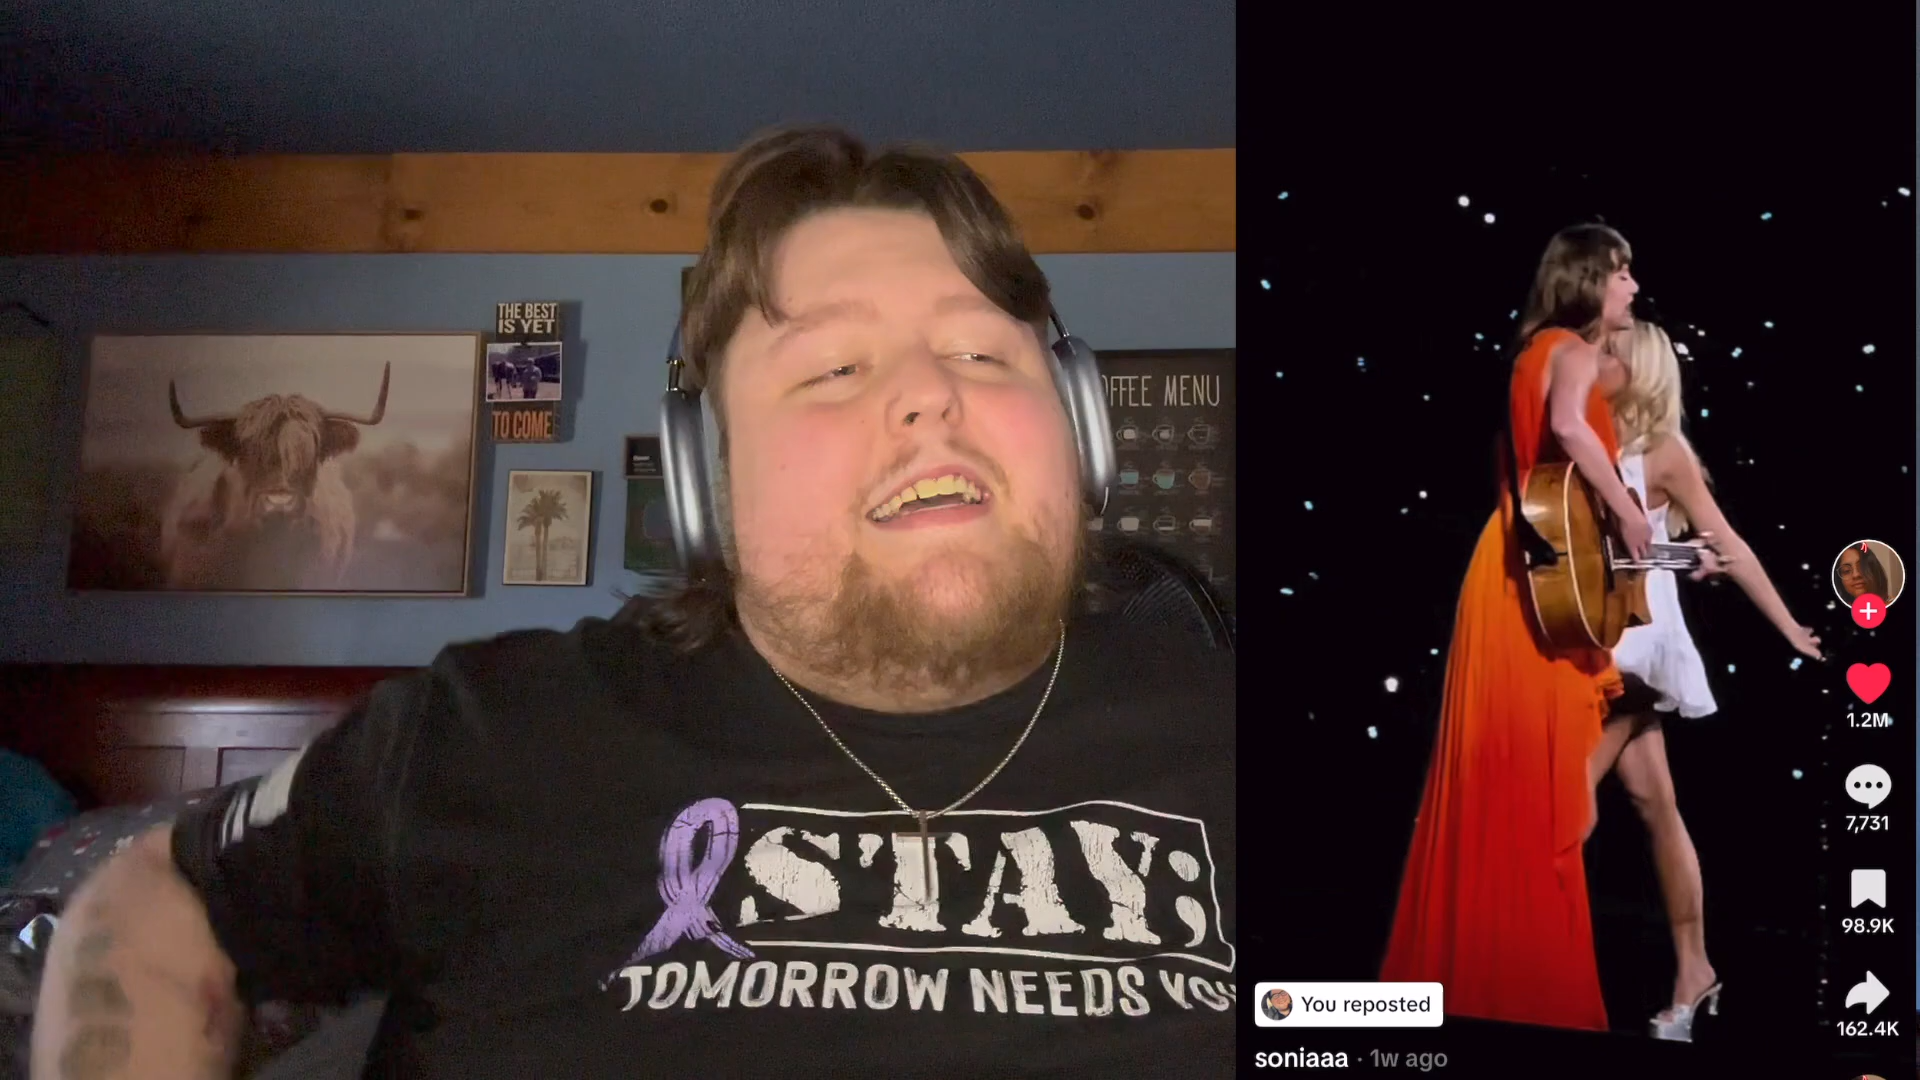 THE BEST
IS YET
TO COME
OFFEE MENU
STAY;
TOMORROW NEEDS YOU
1.2M
7,731
98.9K
162.4K
You reposted
soniaaa · 1w ago